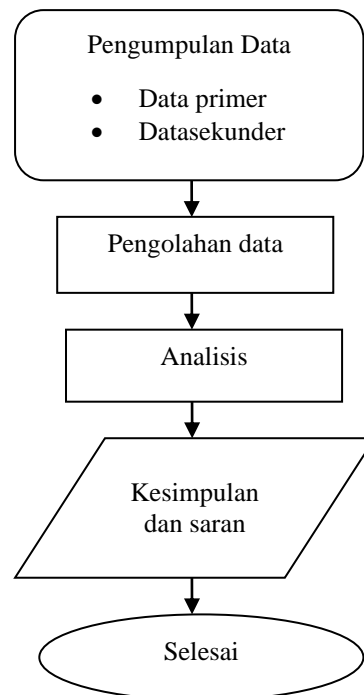 Pengumpulan Data
• Data primer
• Datasekunder
Pengolahan data
Analisis
Kesimpulan
dan saran
Selesai